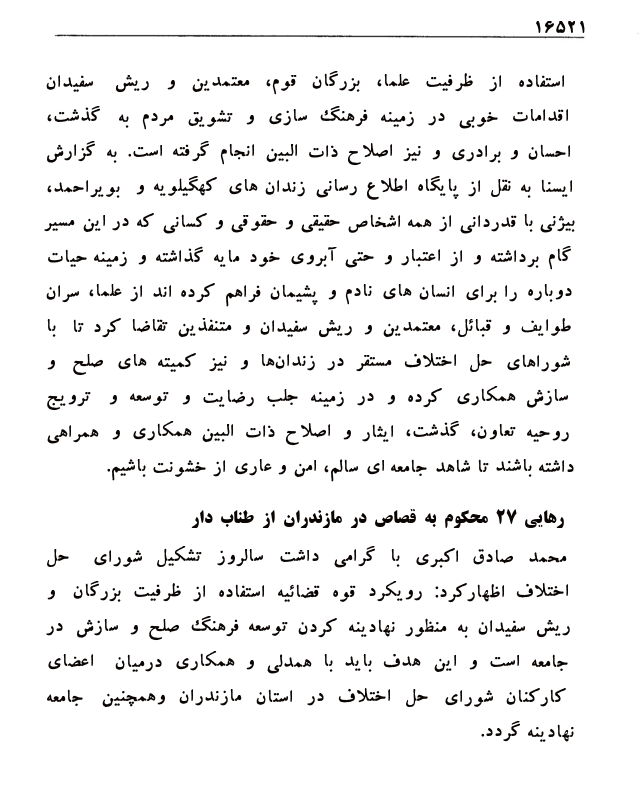 ۱۶۵۲۱
استفاده از ظرفیت علما، بزرگان قوم، معتمدین و ریش سفیدان
اقدامات خوبی در زمینه فرهنگ سازی و تشویق مردم به گذشت،
احسان و برادری و نیز اصلاح ذات البین انجام گرفته است. به گزارش
ایسنا به نقل از پایگاه اطلاع رسانی زندان های کهگیلویه و بویراحمد،
بیژنی با قدردانی از همه اشخاص حقیقی و حقوقی و کسانی که در این مسیر
گام برداشته و از اعتبار و حتی آبروی خود مایه گذاشته و زمینه حیات
دوباره را برای انسان های نادم و پشیمان فراهم کرده اند از علما، سران
طوایف و قبائل، معتمدین و ریش سفیدان و متنفذین تقاضا کرد تا با
شوراهای حل اختلاف مستقر در زندان‌ها و نیز کمیته های صلح و
سازش همکاری کرده و در زمینه جلب رضایت و توسعه و ترویج
روحیه تعاون، گذشت، ایثار و اصلاح ذات البین همکاری و همراهی
داشته باشند تا شاهد جامعه ای سالم، امن و عاری از خشونت باشیم.
رهایی ۲۷ محکوم به قصاص در مازندران از طناب دار
محمد صادق اکبری با گرامی داشت سالروز تشکیل شورای حل
اختلاف اظهارکرد: رویکرد قوه قضائیه استفاده از ظرفیت بزرگان و
ریش سفیدان به منظور نهادینه کردن توسعه فرهنگ صلح و سازش در
جامعه است و این هدف باید با همدلی و همکاری درمیان اعضای
کارکنان شورای حل اختلاف در استان مازندران وهمچنین جامعه
نهادینه گردد.